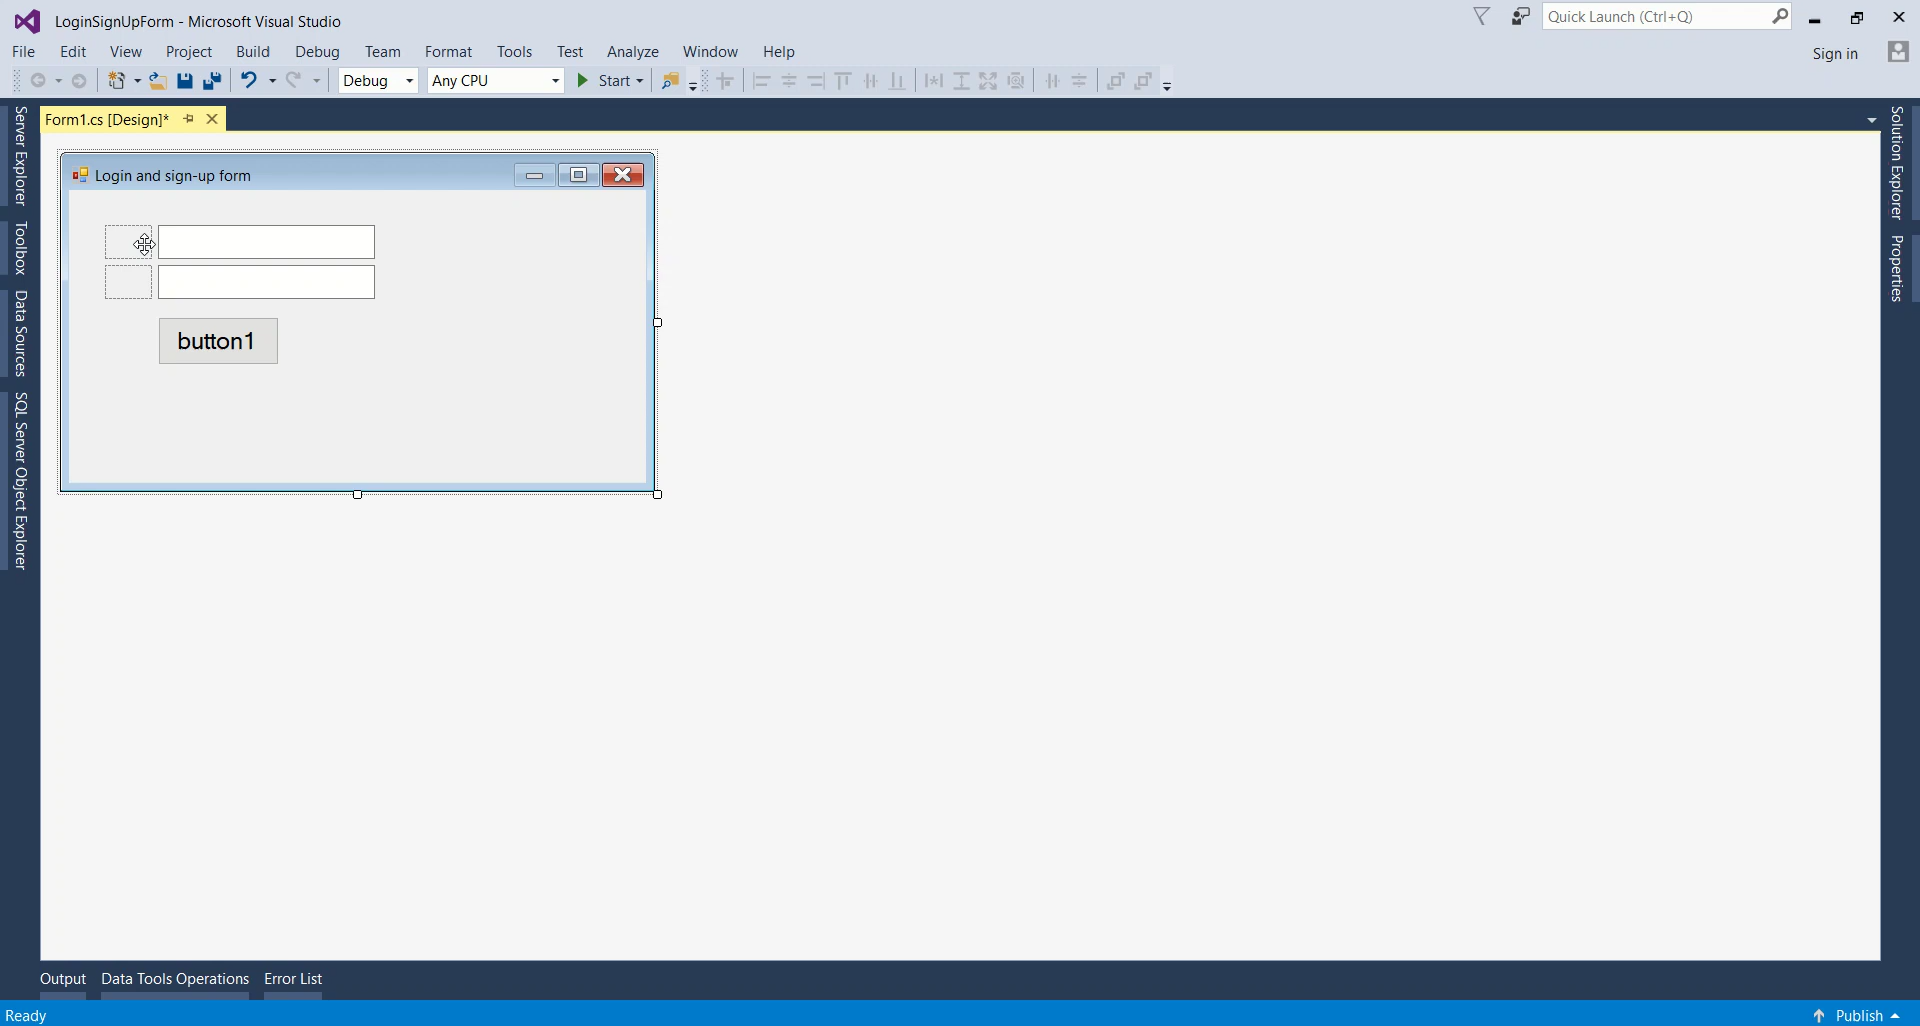 LoginSignUpForm - Microsoft Visual Studio
Quick Launch (Ctrl+Q)
File Edit View Project Build Debug Team Format Tools Test Analyze Window Help
Sign in
Debug Any CPU Start
Form1.cs [Design]*
Server Explorer
Toolbox
Data Sources
SQL Server Object Explorer
Login and sign-up form
button1
Solution Explorer
Properties
Output Data Tools Operations Error List
Ready
Publish